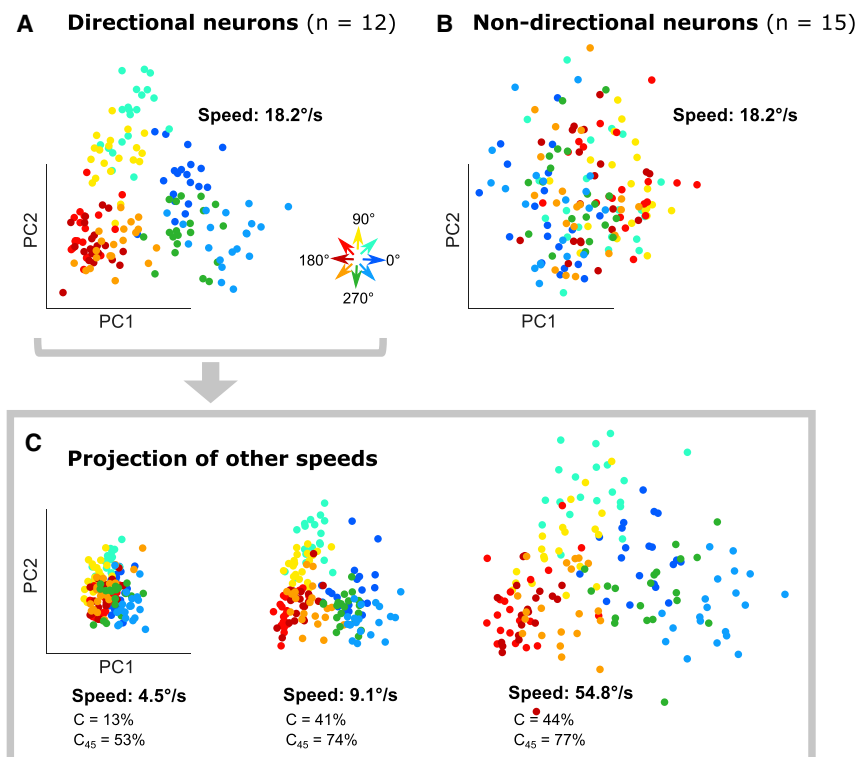 A Directional neurons (n = 12)
B Non-directional neurons (n = 15)
Speed: 18.2°/s
Speed: 18.2°/s
PC2
PC1
90°
180°
0°
270°
PC2
PC1
C
Projection of other speeds
PC2
PC1
Speed: 4.5°/s
C = 13%
C45 = 53%
Speed: 9.1°/s
C = 41%
C45 = 74%
Speed: 54.8°/s
C = 44%
C45 = 77%